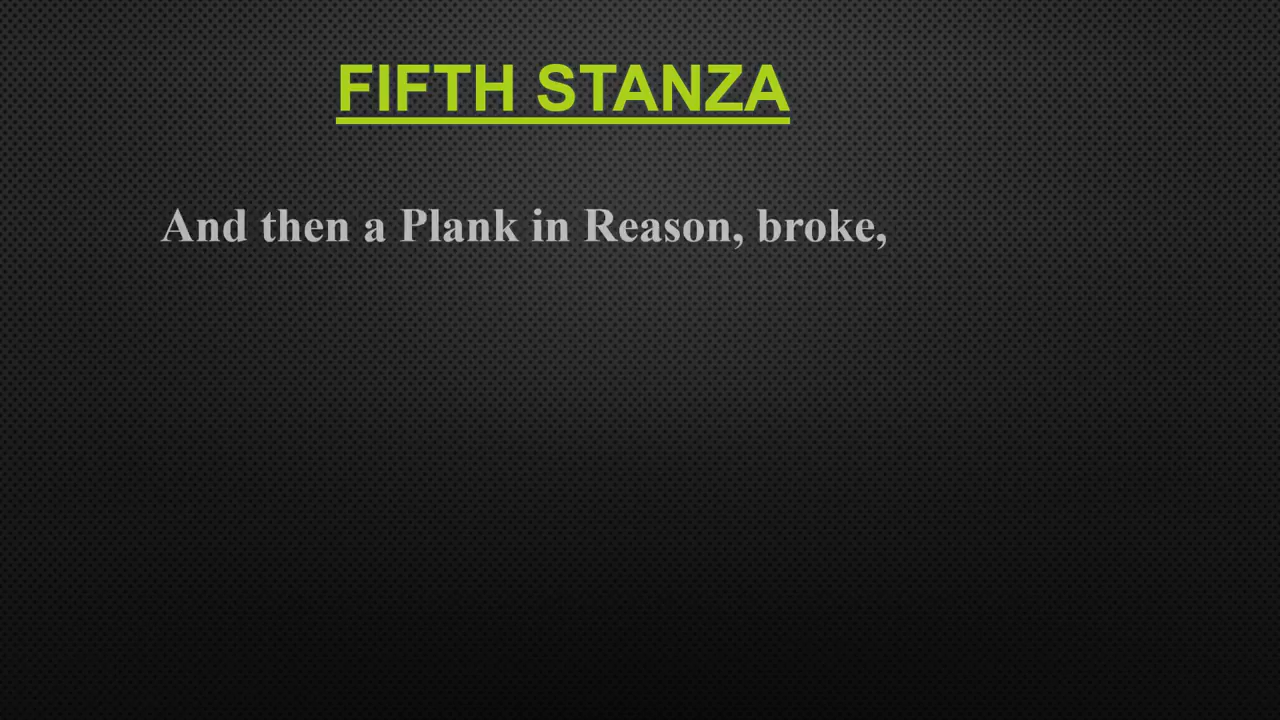 FIFTH STANZA
And then a Plank in Reason, broke,